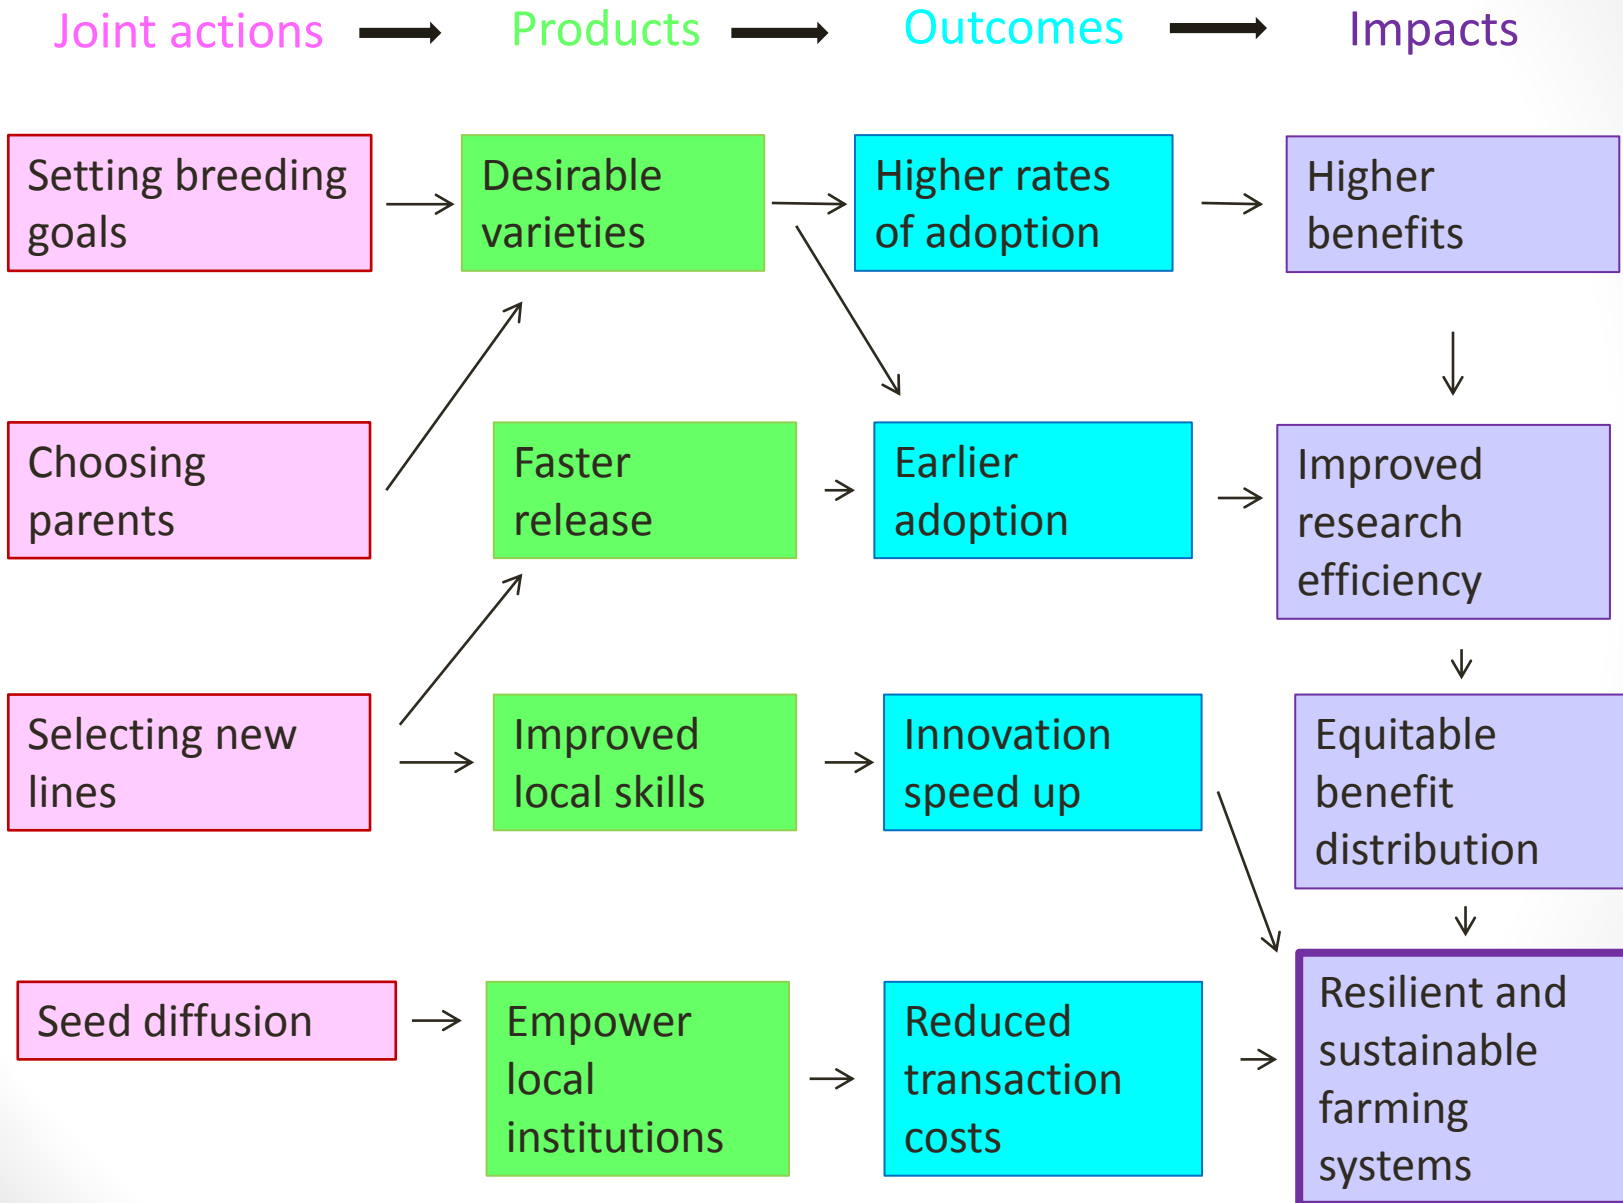 Joint actions
Products
Outcomes
Impacts
Setting breeding
goals
Desirable
varieties
Higher rates
of adoption
Higher
benefits
Choosing
parents
Faster
release
Earlier
adoption
Improved
research
efficiency
Selecting new
lines
Improved
local skills
Innovation
speed up
Equitable
benefit
distribution
Seed diffusion
Empower
local
institutions
Reduced
transaction
costs
Resilient and
sustainable
farming
systems